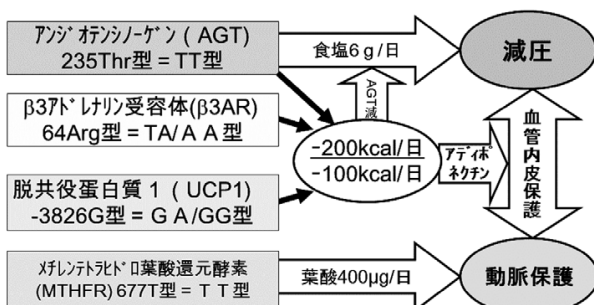 ｱﾝｼﾞｵﾃﾝｼﾉｰｹﾞﾝ ( AGT)
235Thr型 = TT型
食塩6ｇ/日
減圧
AGT減
β3ｱﾄﾞﾚﾅﾘﾝ受容体(β3AR)
64Arg型 = TA/ A A 型
-200kcal/日
-100kcal/日
ｱﾃﾞｨﾎﾟ
ﾈｸﾁﾝ
血管内皮保護
脱共役蛋白質 1 ( UCP1)
-3826G型 = G A /GG型
ﾒﾁﾚﾝﾃﾄﾗﾋﾄﾞﾛ葉酸還元酵素
(MTHFR) 677T型 = T T 型
葉酸400μg/日
動脈保護